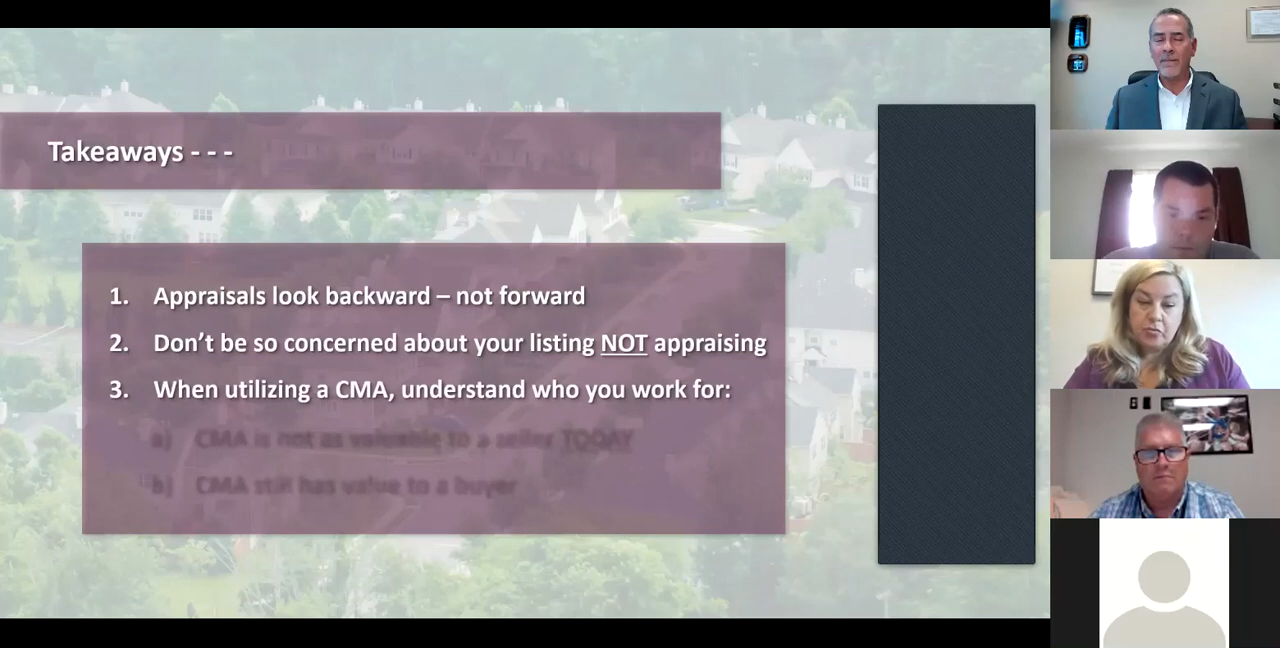 Takeaways - - -
1. Appraisals look backward – not forward
2. Don't be so concerned about your listing NOT appraising
3. When utilizing a CMA, understand who you work for:
a) CMA is not as valuable to a seller TODAY
b) CMA still has value to a buyer